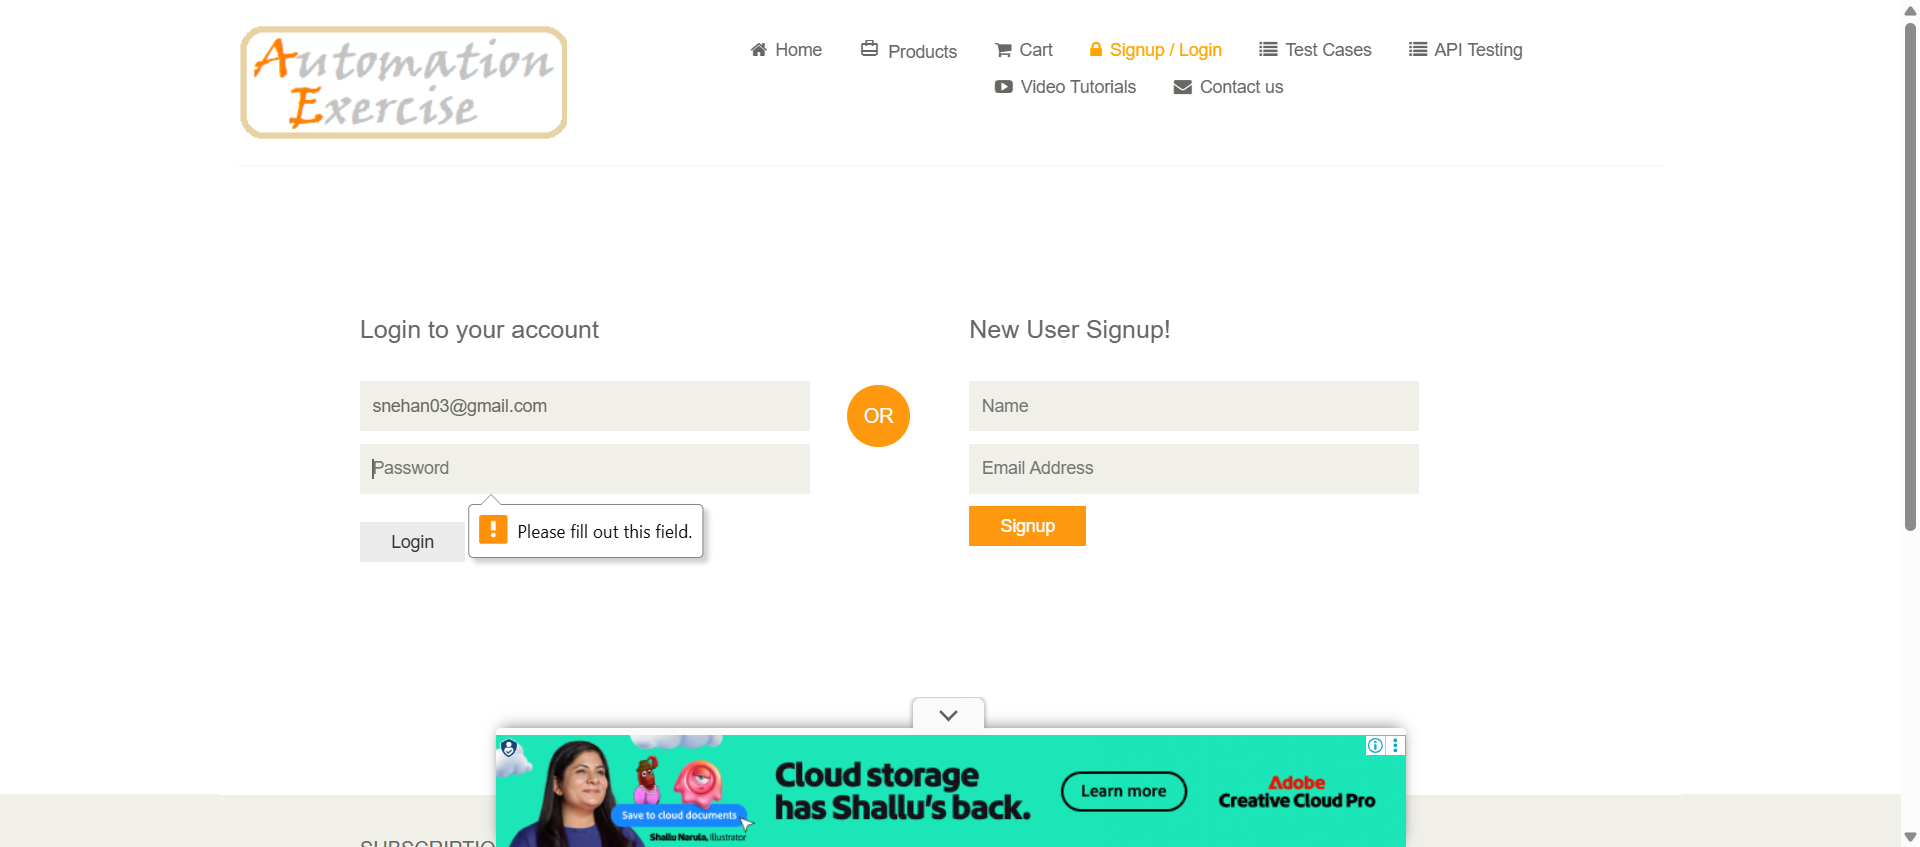 Automation
Exercise
Home
Products
Cart
Signup / Login
Test Cases
API Testing
Video Tutorials
Contact us
Login to your account
snehan03@gmail.com
Password
Please fill out this field.
Login
OR
New User Signup!
Name
Email Address
Signup
Cloud storage
has Shallu's back.
Save to cloud documents
Shallu Narula, Illustrator
Learn more
Adobe
Creative Cloud Pro